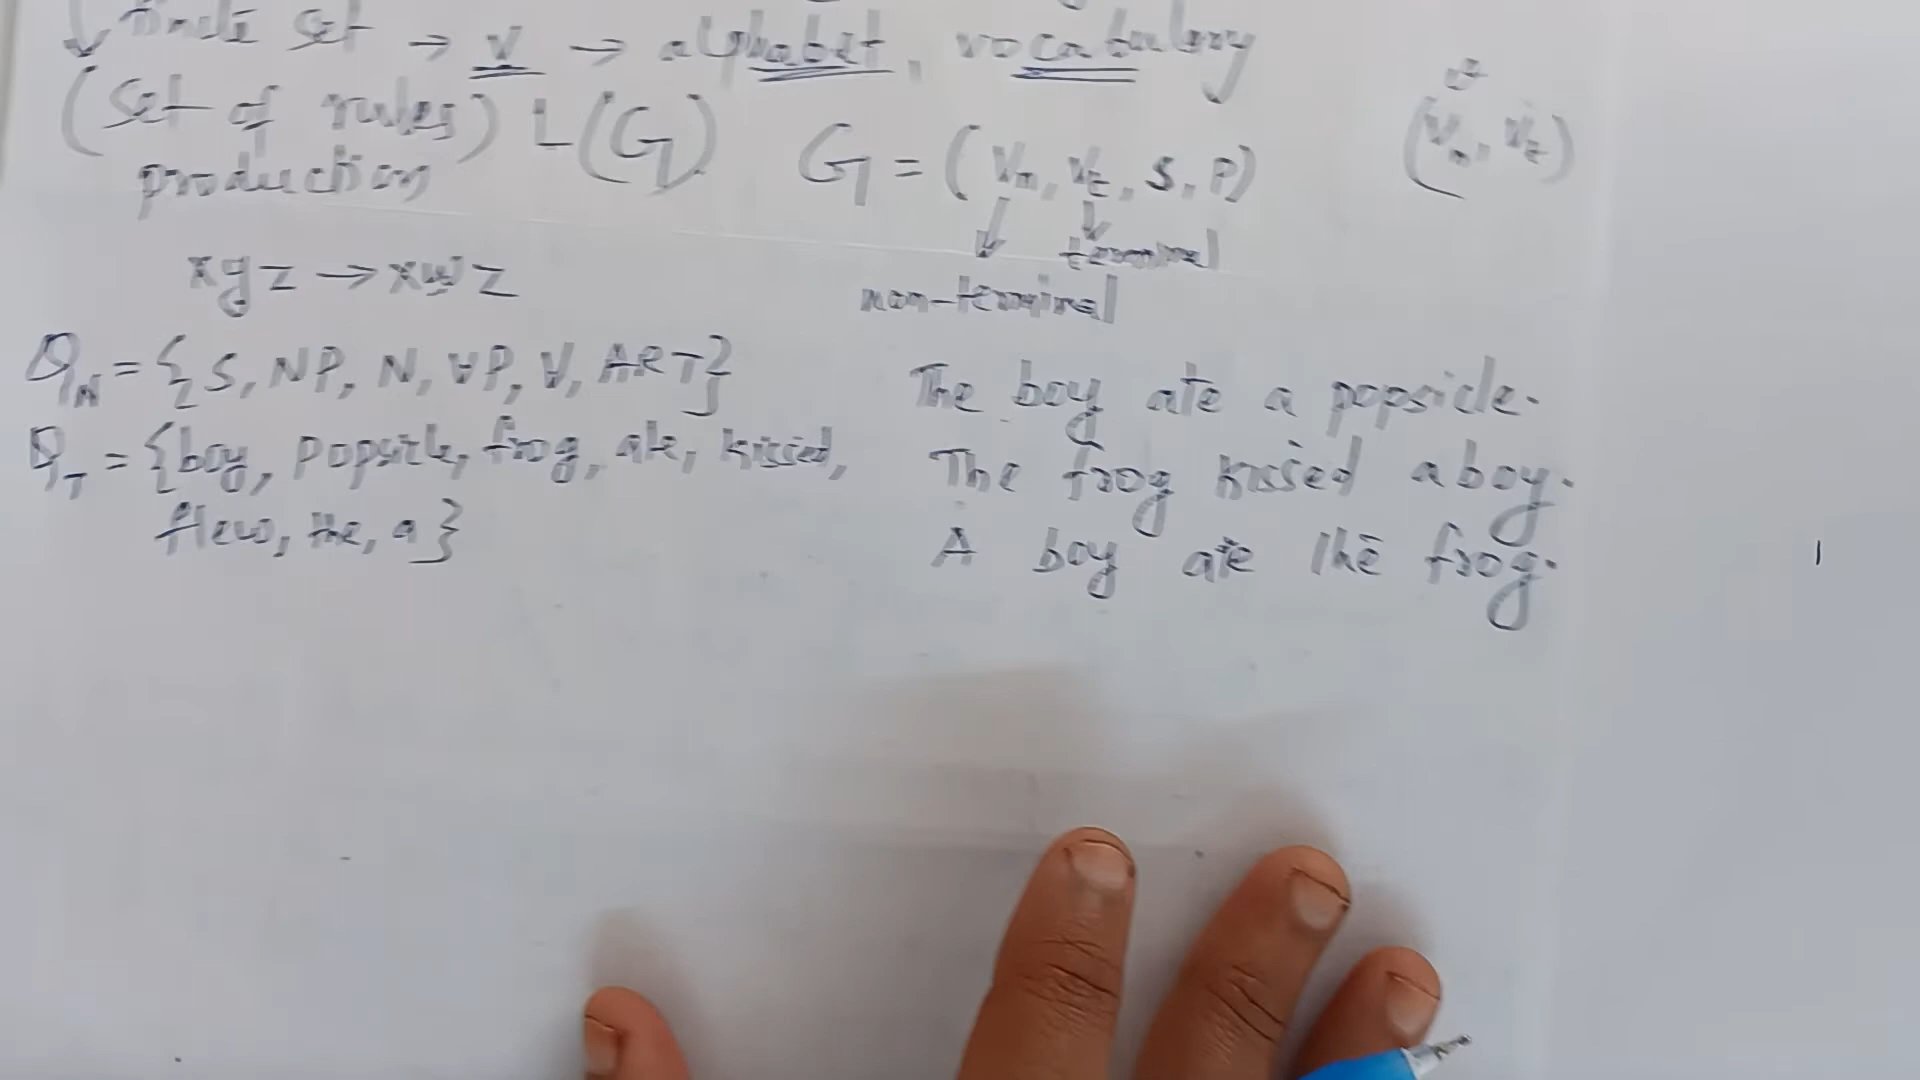 finite set → V → alphabet, vocabulary
(set of rules) L(G) G = (Vn, Vt, S, P) (Vn, Vt)
production
terminal
non-terminal
xyz → xwz
= {S, NP, N, VP, V, ART}
The boy ate a popsicle.
= {boy, popsicle, frog, ate, kissed,
flew, the, a}
The frog kissed a boy.
A boy ate the frog.